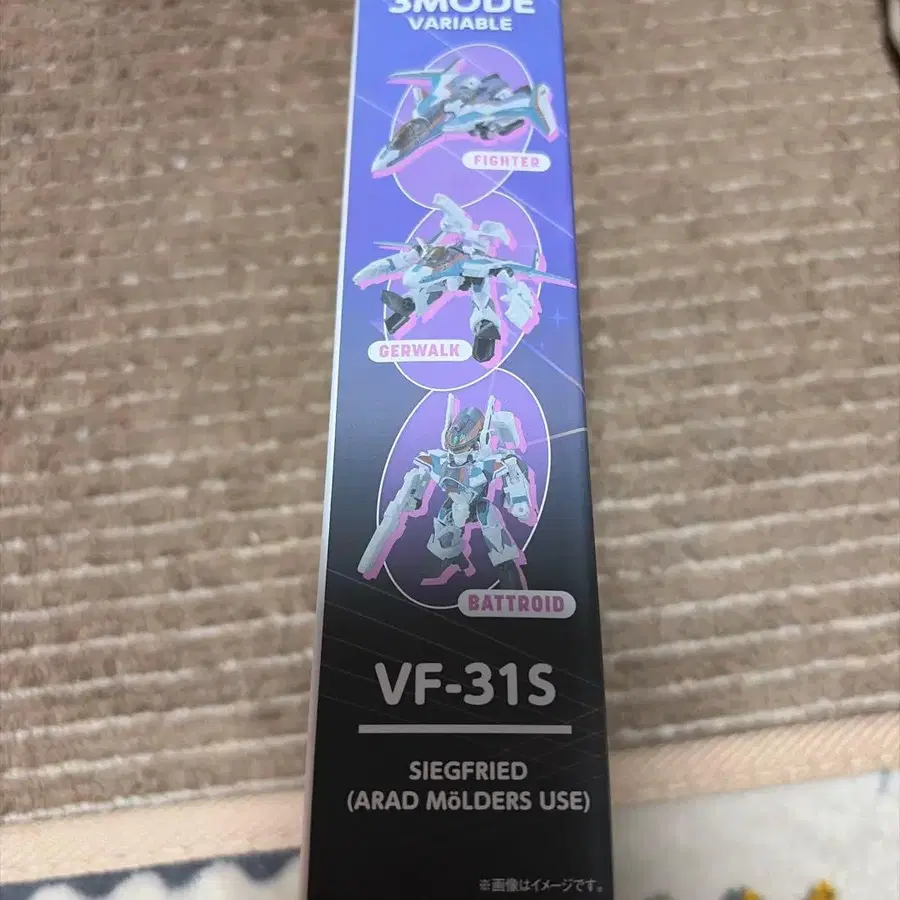 3MODE
VARIABLE
FIGHTER
GERWALK
BATTROID
VF-31S
SIEGFRIED
(ARAD MöLDERS USE)
※画像はイメージです。